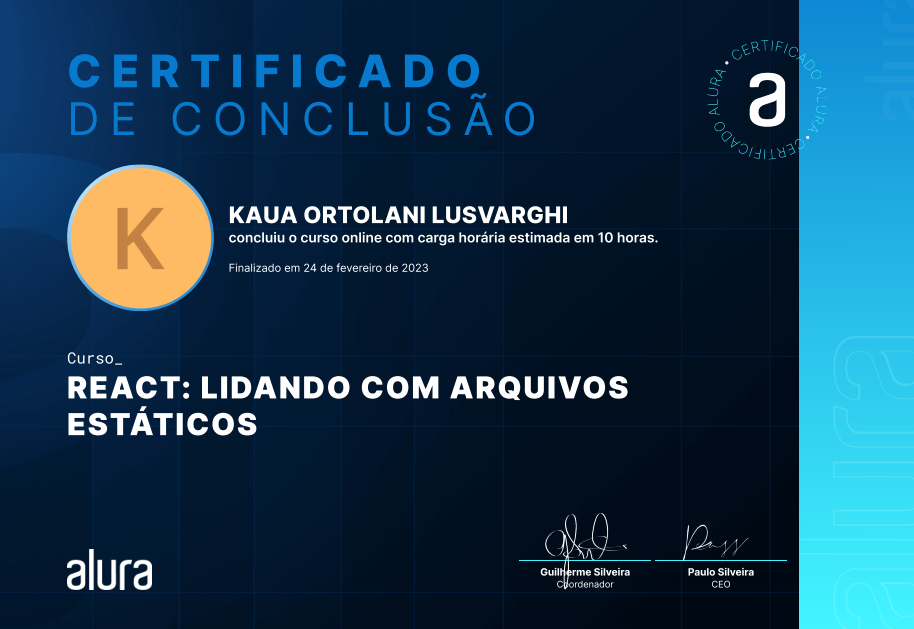 CERTIFICADO
DE CONCLUSÃO
CERTIFICADO ALURA • CERTIFICADO ALURA •
a
K
KAUA ORTOLANI LUSVARGHI
concluiu o curso online com carga horária estimada em 10 horas.
Finalizado em 24 de fevereiro de 2023
Curso_
REACT: LIDANDO COM ARQUIVOS
ESTÁTICOS
alura
Guilherme Silveira
Coordenador
Paulo Silveira
CEO
alura
alura